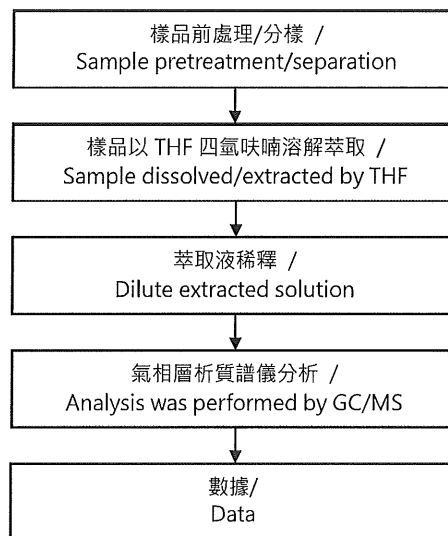 樣品前處理/分樣 /
Sample pretreatment/separation
樣品以 THF 四氫呋喃溶解萃取 /
Sample dissolved/extracted by THF
萃取液稀釋 /
Dilute extracted solution
氣相層析質譜儀分析 /
Analysis was performed by GC/MS
數據/
Data